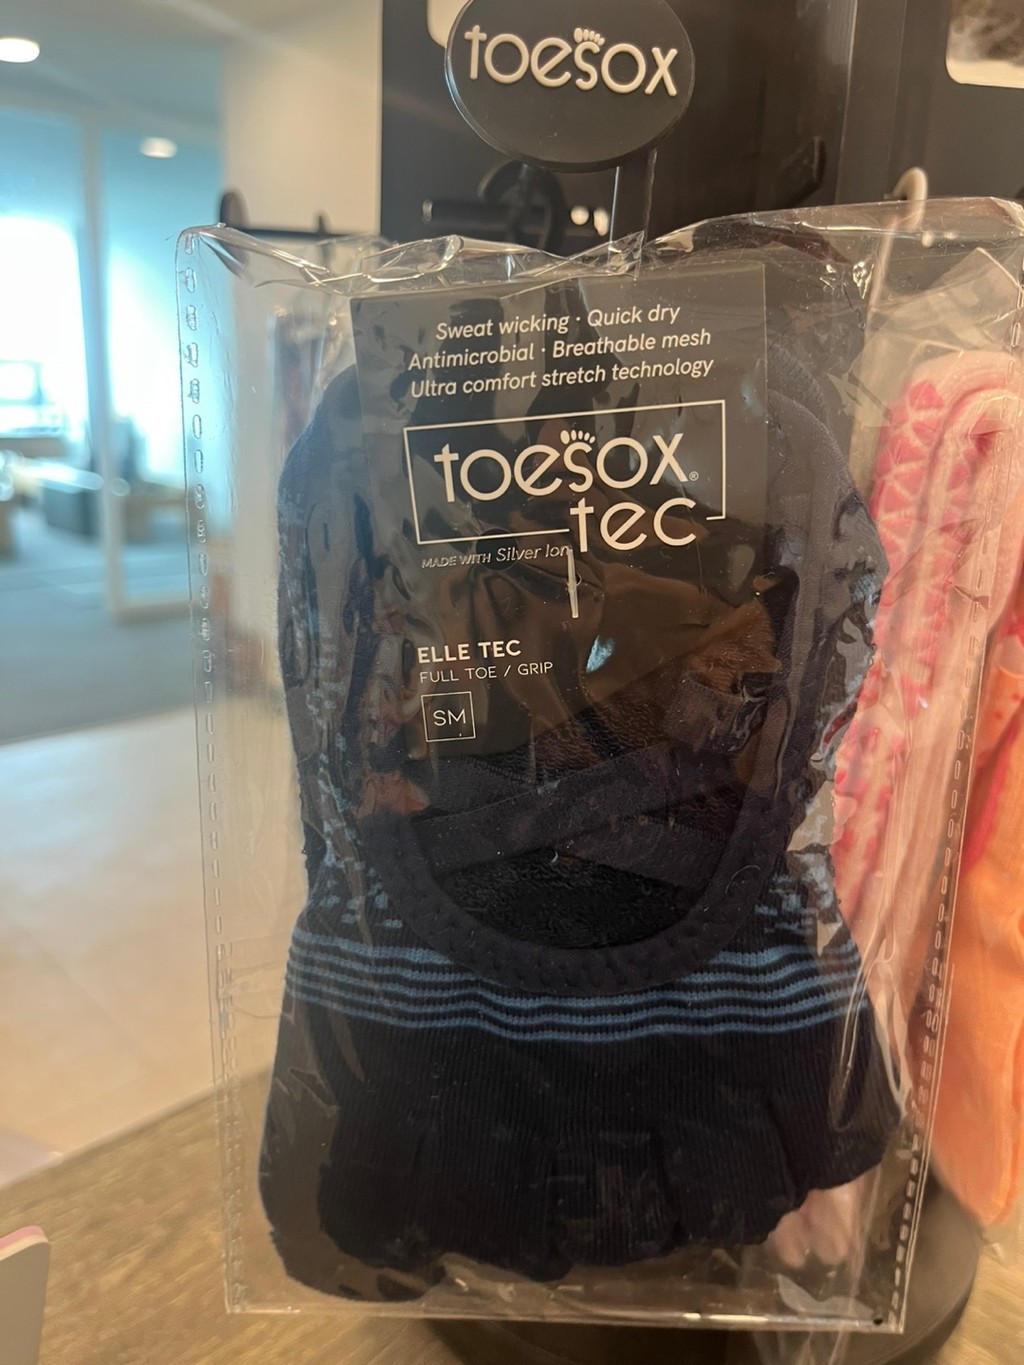 toesox
Sweat wicking · Quick dry
Antimicrobial · Breathable mesh
Ultra comfort stretch technology
toesox®
tec
MADE WITH Silver Ion
ELLE TEC
FULL TOE / GRIP
SM